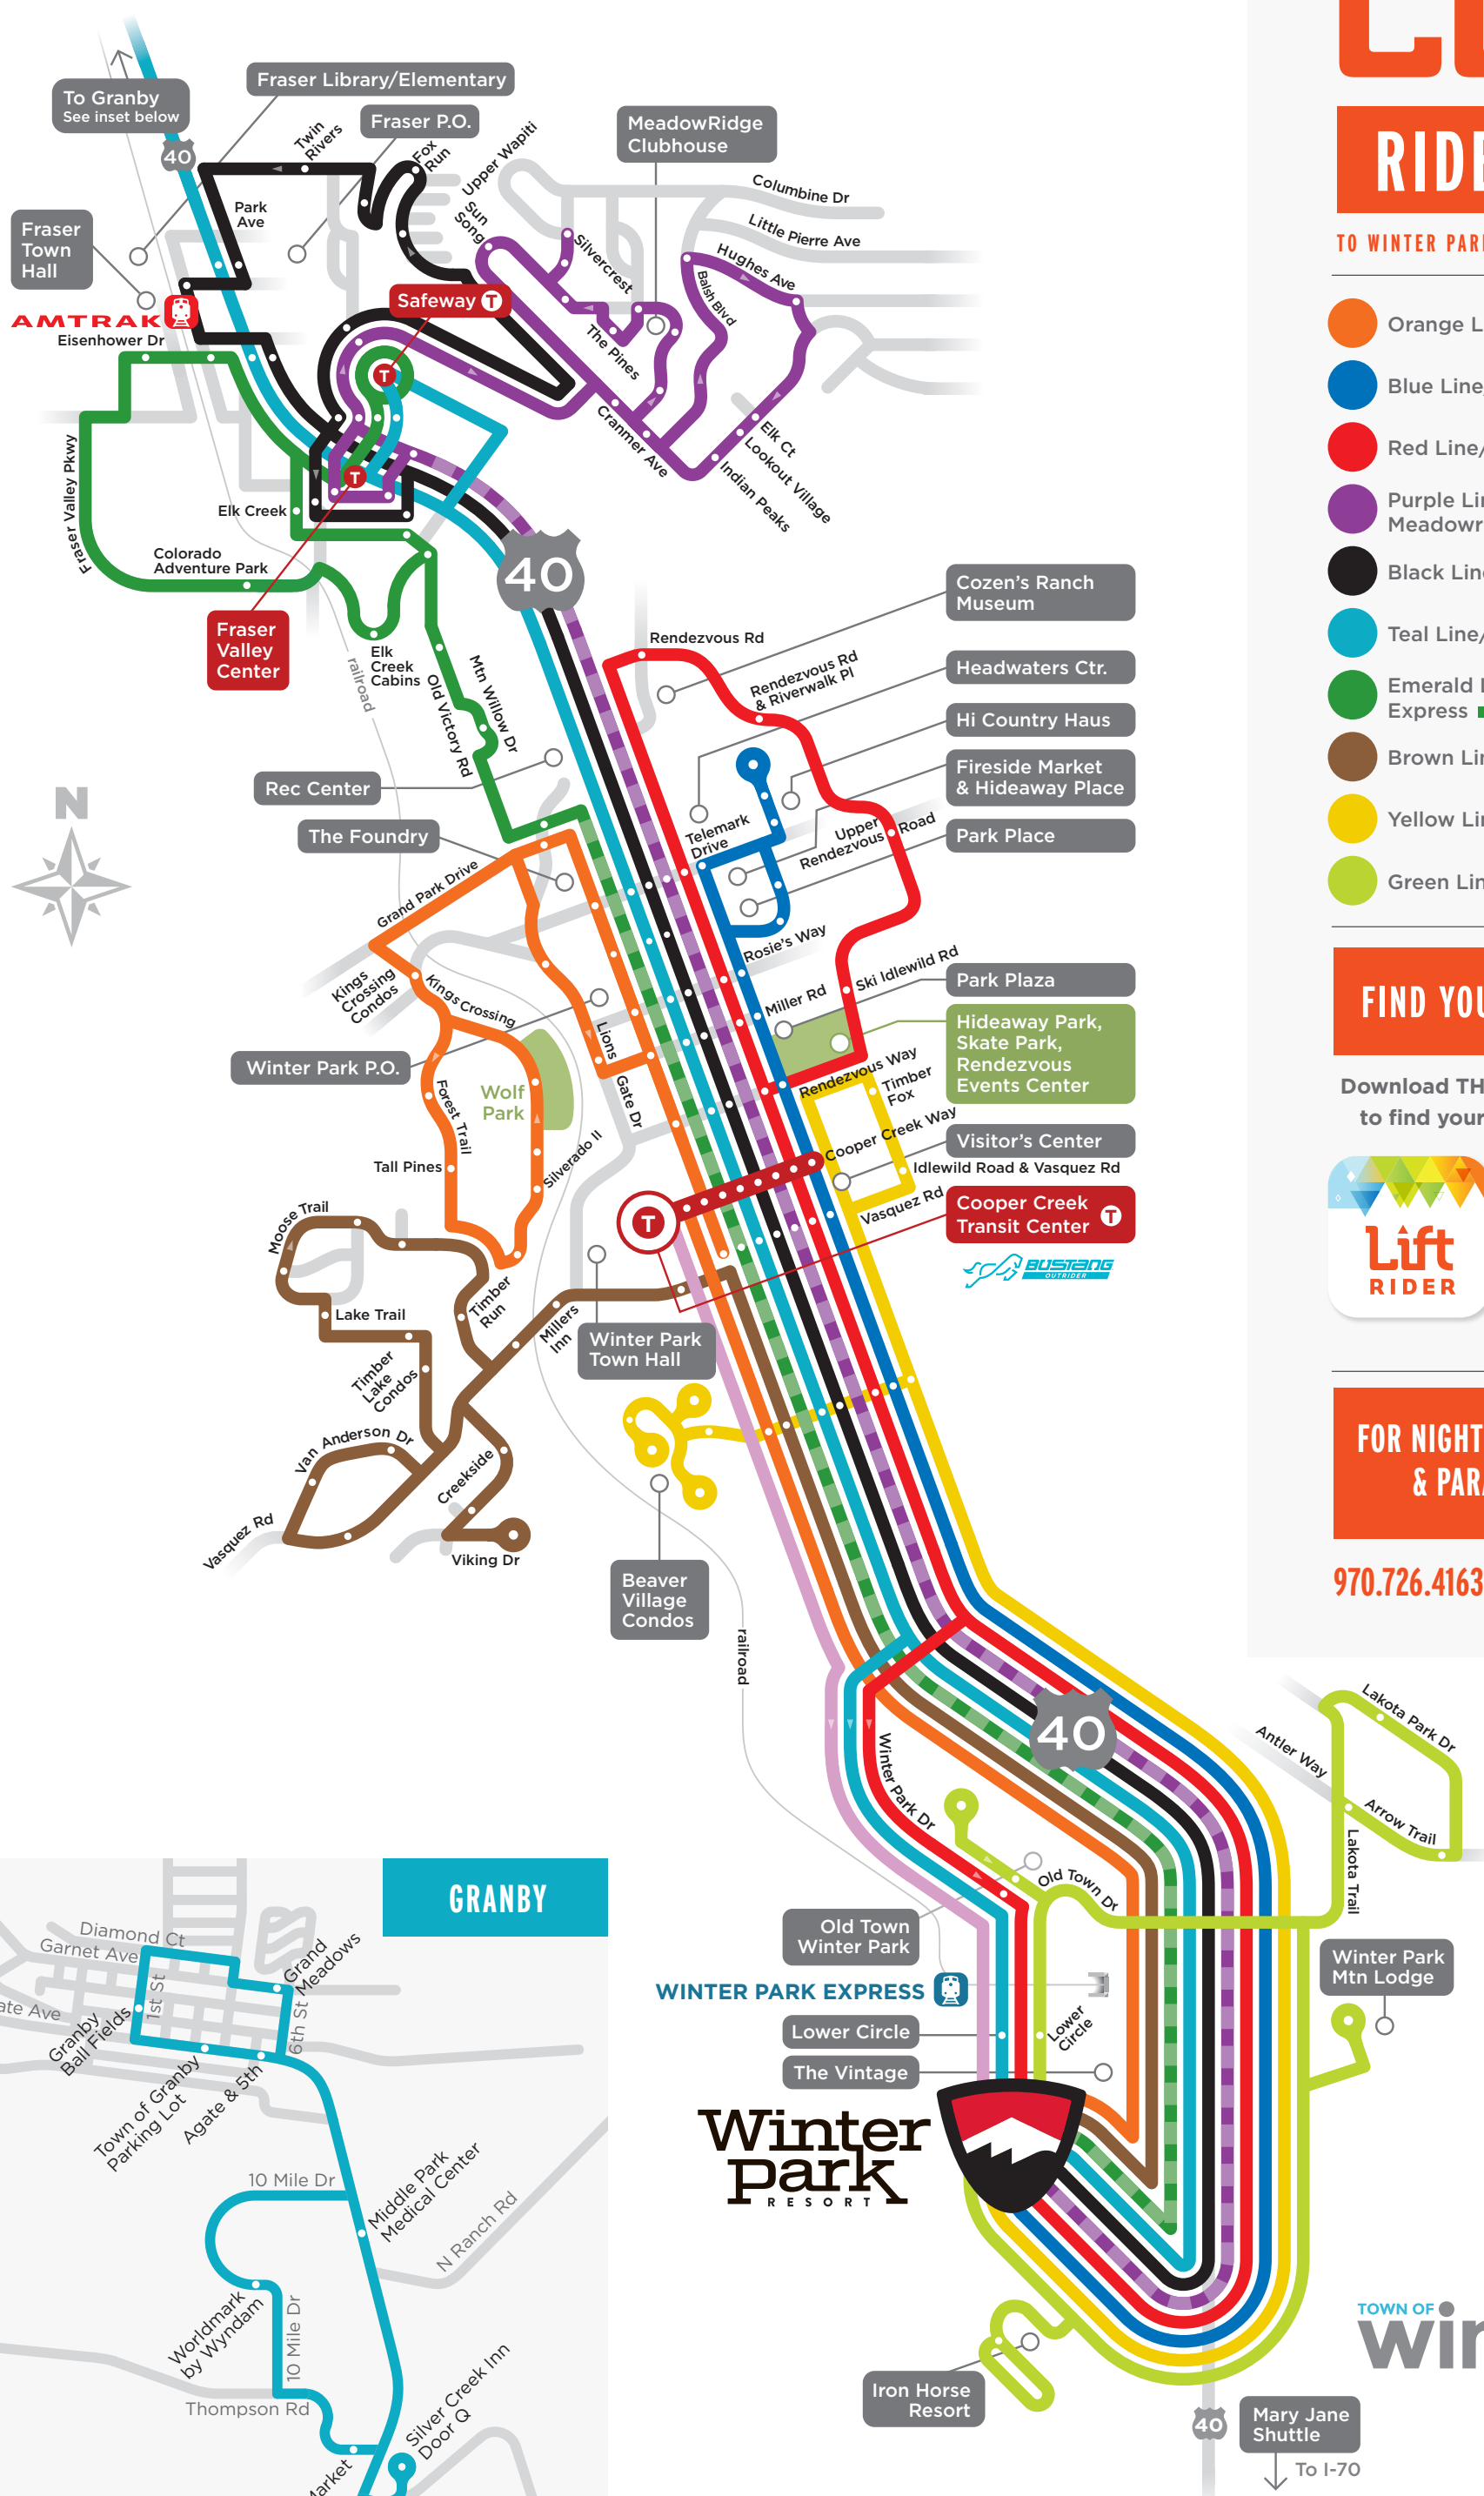 To Granby
See inset below
40
Fraser Library/Elementary
Fraser P.O.
Twin
Rivers
Fox
Run
Upper Wapiti
Sun
Song
MeadowRidge
Clubhouse
Columbine Dr
Little Pierre Ave
Hughes Ave
Park
Ave
Fraser
Town
Hall
Silvercrest
Balsh Blvd
Safeway T
AMTRAK
Eisenhower Dr
The Pines
T
Cranmer Ave
Elk Ct
Lookout Village
Indian Peaks
Fraser Valley Pkwy
T
Elk Creek
Colorado
Adventure Park
40
Fraser
Valley
Center
railroad
Elk
Creek
Cabins
Old Victory Rd
Mtn Willow Dr
Rendezvous Rd
Rendezvous Rd
& Riverwalk Pl
Cozen's Ranch
Museum
Headwaters Ctr.
Hi Country Haus
Fireside Market
& Hideaway Place
Park Place
Rec Center
N
The Foundry
Telemark
Drive
Upper
Rendezvous Road
Grand Park Drive
Rosie's Way
Kings
Crossing
Condos
Kings Crossing
Ski Idlewild Rd
Miller Rd
Park Plaza
Hideaway Park,
Skate Park,
Rendezvous
Events Center
Winter Park P.O.
Lions
Gate Dr
Wolf
Park
Forest Trail
Rendezvous Way
Timber
Fox
Cooper Creek Way
Visitor's Center
Idlewild Road & Vasquez Rd
Tall Pines
Silverado II
Vasquez Rd
Cooper Creek
Transit Center T
BUSTANG
OUTRIDER
T
Moose Trail
Lake Trail
Timber
Run
Millers
Inn
Winter Park
Town Hall
Timber
Lake
Condos
Van Anderson Dr
Creekside
Vasquez Rd
Viking Dr
Beaver
Village
Condos
railroad
40
Winter Park Dr
Lakota Park Dr
Antler Way
Arrow Trail
Lakota Trail
Old Town Dr
Old Town
Winter Park
WINTER PARK EXPRESS
Lower Circle
Lower
Circle
The Vintage
Winter Park
Mtn Lodge
Winter
park
RESORT
Iron Horse
Resort
40
Mary Jane
Shuttle
To I-70
GRANBY
Diamond Ct
Garnet Ave
ate Ave
1st St
6th St
Grand
Meadows
Granby
Ball Fields
Town of Granby
Parking Lot
Agate & 5th
10 Mile Dr
Middle Park
Medical Center
N Ranch Rd
Worldmark
by Wyndam
10 Mile Dr
Thompson Rd
Silver Creek Inn
Door Q
Market
RIDE
TO WINTER PAR
Orange L
Blue Line
Red Line/
Purple Li
Meadowr
Black Lin
Teal Line/
Emerald
Express
Brown Li
Yellow Li
Green Lin
FIND YOU
Download TH
to find your
Lift
RIDER
FOR NIGHT
& PAR
970.726.4163
TOWN OF
win